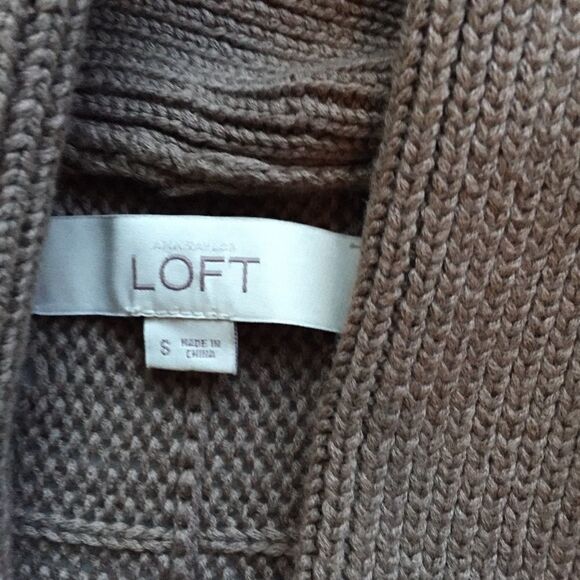 ANN TAYLOR
LOFT
S
MADE IN
CHINA